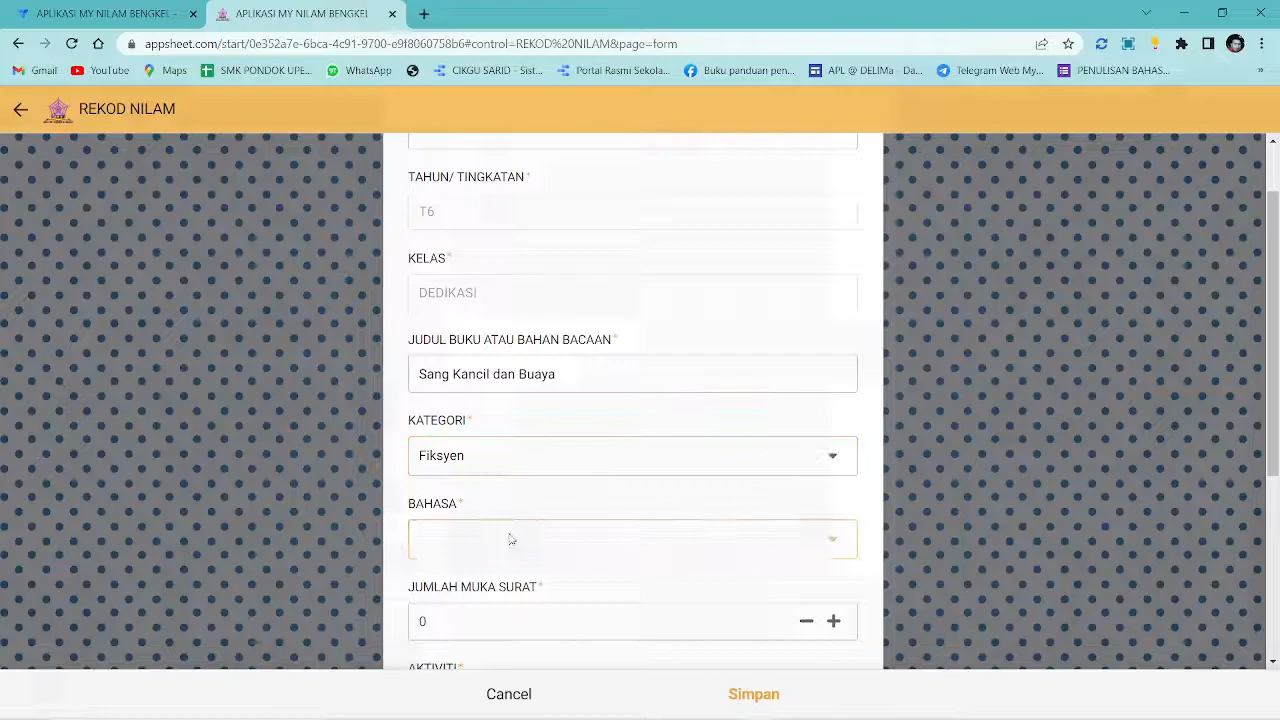 APLIKASI MY NILAM BENGKEL -
APLIKASI MY NILAM BENGKEL
appsheet.com/start/0e352a7e-6bca-4c91-9700-e9f8060758b6#control=REKOD%20NILAM&page=form
Gmail YouTube Maps SMK PONDOK UPE... WhatsApp CIKGU SARID - Sist... Portal Rasmi Sekola... Buku panduan pen... APL @ DELIMa - Da... Telegram Web My... PENULISAN BAHAS... »
REKOD NILAM
TAHUN/ TINGKATAN*
T6
KELAS*
DEDIKASI
JUDUL BUKU ATAU BAHAN BACAAN*
Sang Kancil dan Buaya
KATEGORI*
Fiksyen
BAHASA*
JUMLAH MUKA SURAT*
0
AKTIVITI*
Cancel Simpan